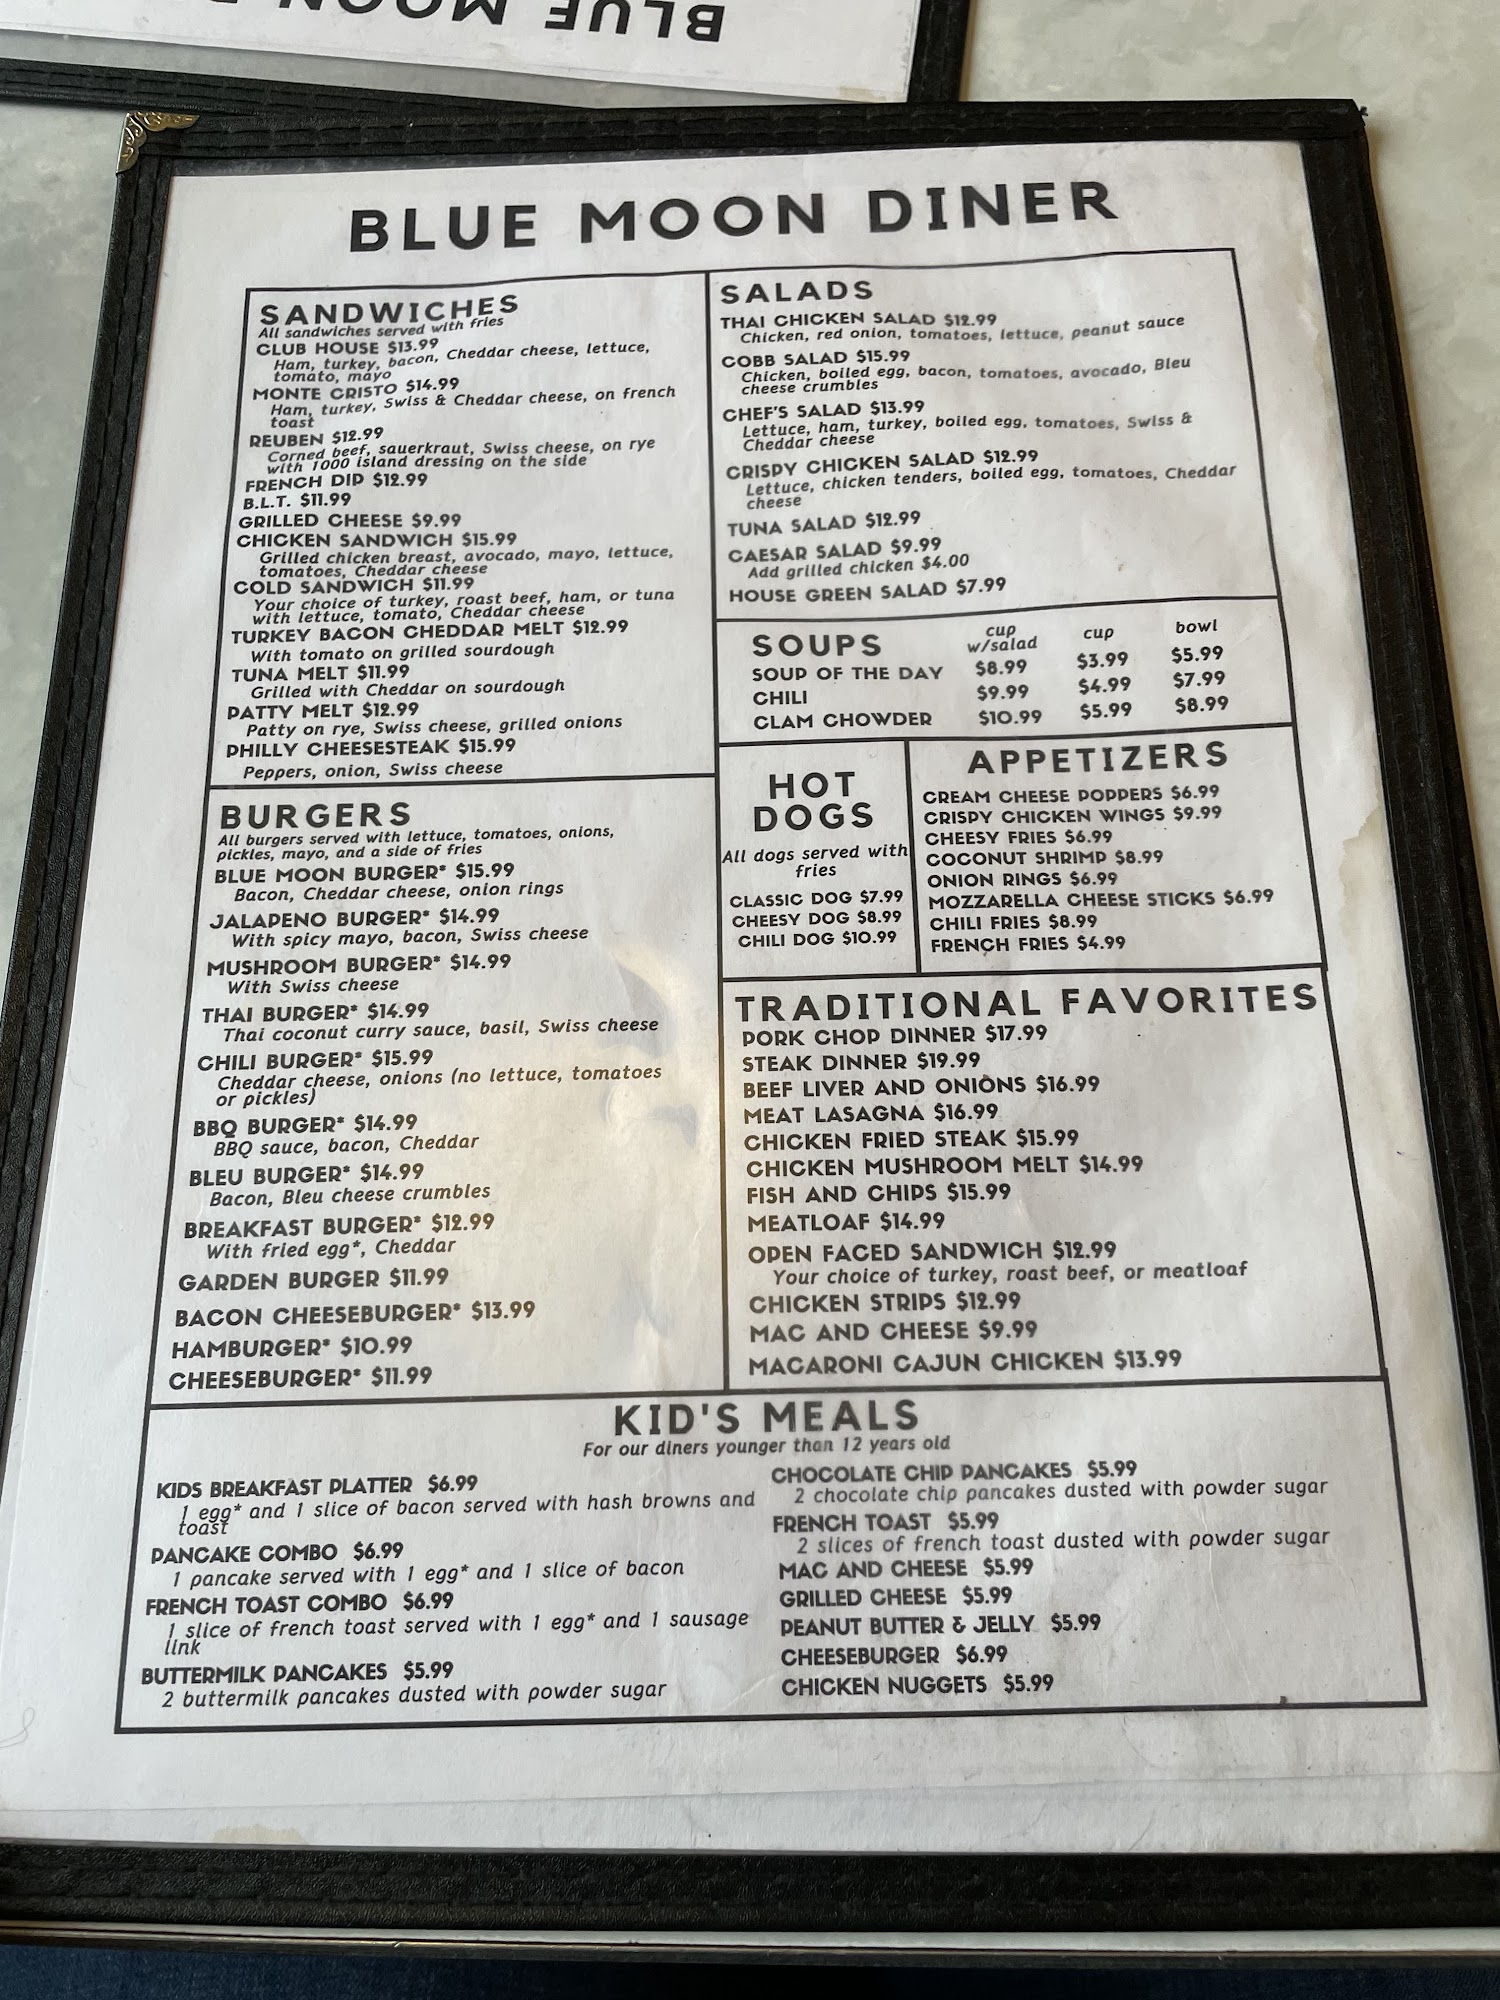 BLUE MOON
BLUE MOON DINER
SANDWICHES
All sandwiches served with fries
CLUB HOUSE $13.99
Ham, turkey, bacon, Cheddar cheese, lettuce,
tomato, mayo
MONTE CRISTO $14.99
Ham, turkey, Swiss & Cheddar cheese, on french
toast
REUBEN $12.99
Corned beef, sauerkraut, Swiss cheese, on rye
with 1000 island dressing on the side
FRENCH DIP $12.99
B.L.T. $11.99
GRILLED CHEESE $9.99
CHICKEN SANDWICH $15.99
Grilled chicken breast, avocado, mayo, lettuce,
tomatoes, Cheddar cheese
COLD SANDWICH $11.99
Your choice of turkey, roast beef, ham, or tuna
with lettuce, tomato, Cheddar cheese
TURKEY BACON CHEDDAR MELT $12.99
With tomato on grilled sourdough
TUNA MELT $11.99
Grilled with Cheddar on sourdough
PATTY MELT $12.99
Patty on rye, Swiss cheese, grilled onions
PHILLY CHEESESTEAK $15.99
Peppers, onion, Swiss cheese
BURGERS
All burgers served with lettuce, tomatoes, onions,
pickles, mayo, and a side of fries
BLUE MOON BURGER* $15.99
Bacon, Cheddar cheese, onion rings
JALAPENO BURGER* $14.99
With spicy mayo, bacon, Swiss cheese
MUSHROOM BURGER* $14.99
With Swiss cheese
THAI BURGER* $14.99
Thai coconut curry sauce, basil, Swiss cheese
CHILI BURGER* $15.99
Cheddar cheese, onions (no lettuce, tomatoes
or pickles)
BBQ BURGER* $14.99
BBQ sauce, bacon, Cheddar
BLEU BURGER* $14.99
Bacon, Bleu cheese crumbles
BREAKFAST BURGER* $12.99
With fried egg*, Cheddar
GARDEN BURGER $11.99
BACON CHEESEBURGER* $13.99
HAMBURGER* $10.99
CHEESEBURGER* $11.99
SALADS
THAI CHICKEN SALAD $12.99
Chicken, red onion, tomatoes, lettuce, peanut sauce
COBB SALAD $15.99
Chicken, boiled egg, bacon, tomatoes, avocado, Bleu
cheese crumbles
CHEF'S SALAD $13.99
Lettuce, ham, turkey, boiled egg, tomatoes, Swiss &
Cheddar cheese
CRISPY CHICKEN SALAD $12.99
Lettuce, chicken tenders, boiled egg, tomatoes, Cheddar
cheese
TUNA SALAD $12.99
CAESAR SALAD $9.99
Add grilled chicken $4.00
HOUSE GREEN SALAD $7.99
SOUPS cup w/salad cup bowl
SOUP OF THE DAY $8.99 $3.99 $5.99
CHILI $9.99 $4.99 $7.99
CLAM CHOWDER $10.99 $5.99 $8.99
HOT
DOGS
All dogs served with
fries
CLASSIC DOG $7.99
CHEESY DOG $8.99
CHILI DOG $10.99
APPETIZERS
CREAM CHEESE POPPERS $6.99
CRISPY CHICKEN WINGS $9.99
CHEESY FRIES $6.99
COCONUT SHRIMP $8.99
ONION RINGS $6.99
MOZZARELLA CHEESE STICKS $6.99
CHILI FRIES $8.99
FRENCH FRIES $4.99
TRADITIONAL FAVORITES
PORK CHOP DINNER $17.99
STEAK DINNER $19.99
BEEF LIVER AND ONIONS $16.99
MEAT LASAGNA $16.99
CHICKEN FRIED STEAK $15.99
CHICKEN MUSHROOM MELT $14.99
FISH AND CHIPS $15.99
MEATLOAF $14.99
OPEN FACED SANDWICH $12.99
Your choice of turkey, roast beef, or meatloaf
CHICKEN STRIPS $12.99
MAC AND CHEESE $9.99
MACARONI CAJUN CHICKEN $13.99
KID'S MEALS
For our diners younger than 12 years old
KIDS BREAKFAST PLATTER $6.99
1 egg* and 1 slice of bacon served with hash browns and
toast
PANCAKE COMBO $6.99
1 pancake served with 1 egg* and 1 slice of bacon
FRENCH TOAST COMBO $6.99
1 slice of french toast served with 1 egg* and 1 sausage
link
BUTTERMILK PANCAKES $5.99
2 buttermilk pancakes dusted with powder sugar
CHOCOLATE CHIP PANCAKES $5.99
2 chocolate chip pancakes dusted with powder sugar
FRENCH TOAST $5.99
2 slices of french toast dusted with powder sugar
MAC AND CHEESE $5.99
GRILLED CHEESE $5.99
PEANUT BUTTER & JELLY $5.99
CHEESEBURGER $6.99
CHICKEN NUGGETS $5.99